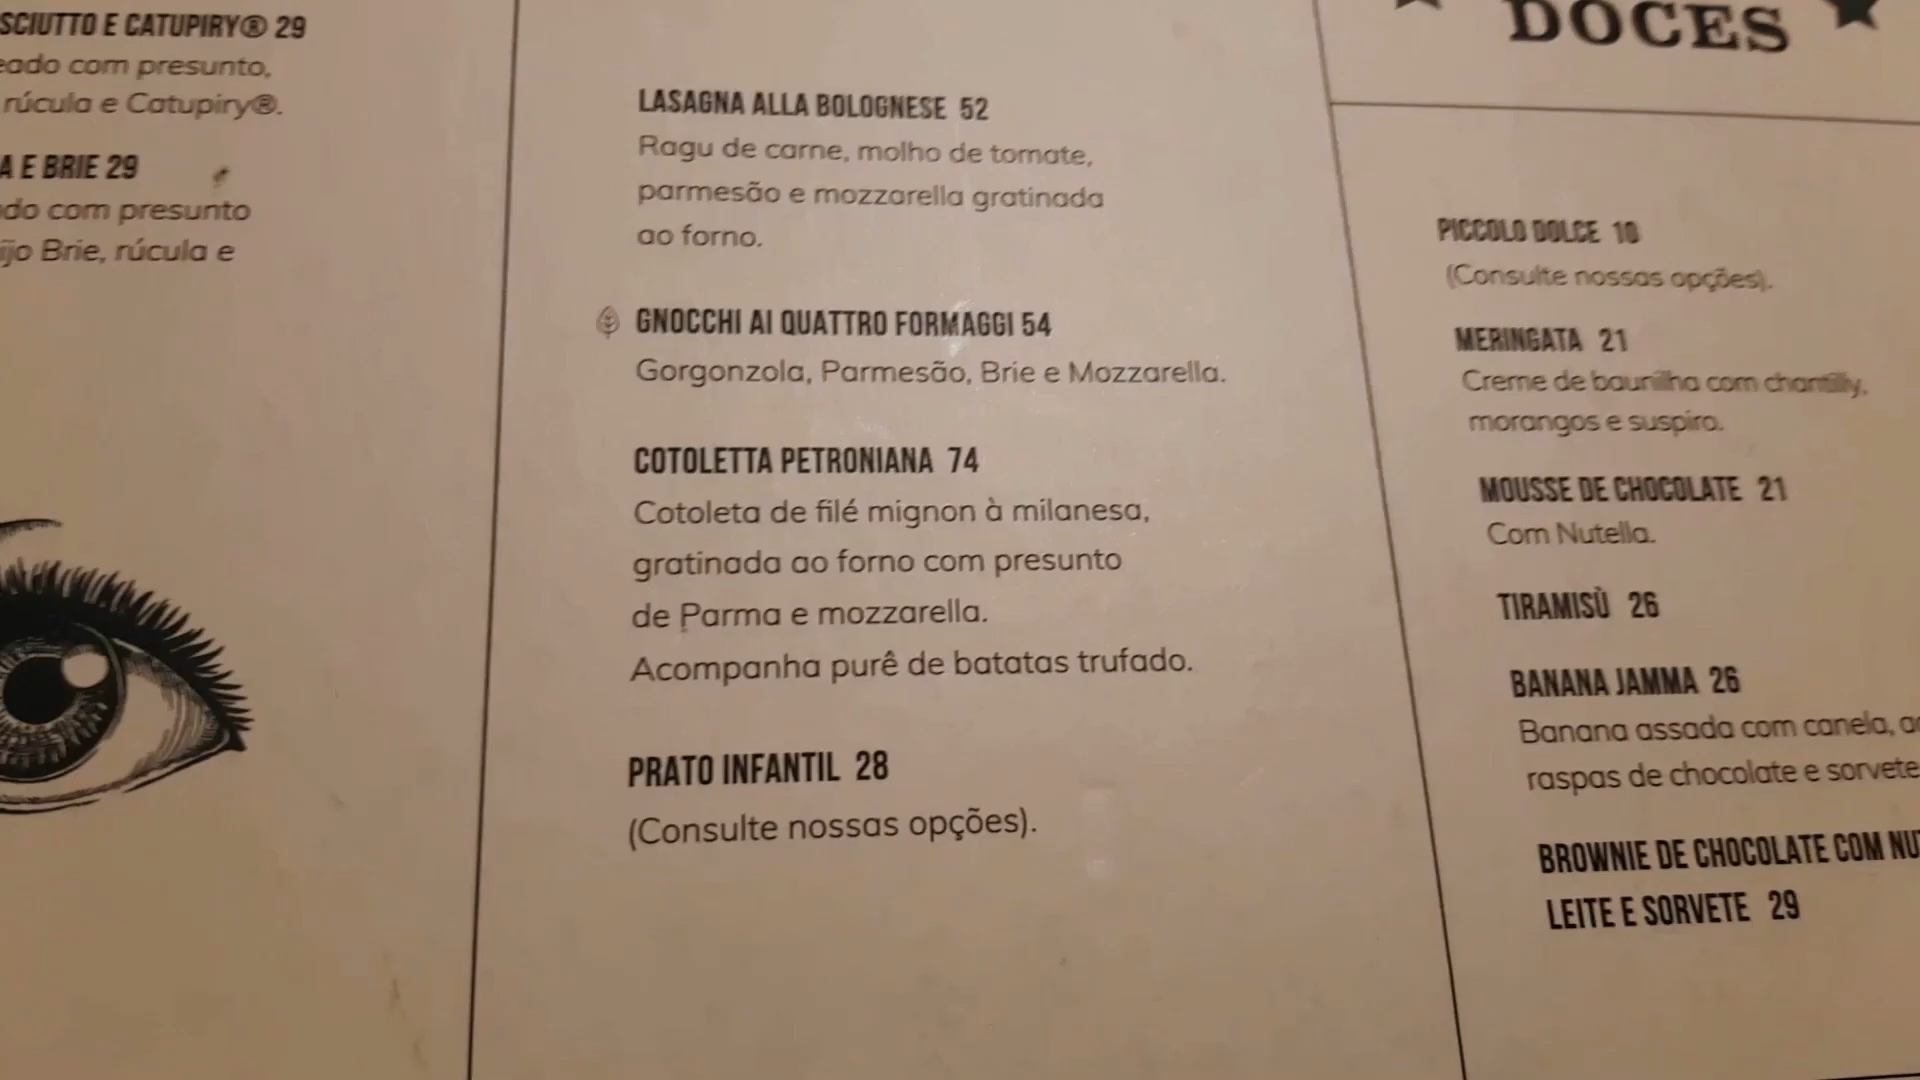 SCIUTTO E CATUPIRY® 29
eado com presunto,
rúcula e Catupiry®.
A E BRIE 29
do com presunto
ijo Brie, rúcula e
LASAGNA ALLA BOLOGNESE 52
Ragu de carne, molho de tomate,
parmesão e mozzarella gratinada
ao forno.
GNOCCHI AI QUATTRO FORMAGGI 54
Gorgonzola, Parmesão, Brie e Mozzarella.
COTOLETTA PETRONIANA 74
Cotoleta de filé mignon à milanesa,
gratinada ao forno com presunto
de Parma e mozzarella.
Acompanha purê de batatas trufado.
PRATO INFANTIL 28
(Consulte nossas opções).
DOCES
PICCOLO DOLCE 10
(Consulte nossas opções).
MERINGATA 21
Creme de baunilha com chantilly,
morangos e suspiro.
MOUSSE DE CHOCOLATE 21
Com Nutella.
TIRAMISÙ 26
BANANA JAMMA 26
Banana assada com canela,
raspas de chocolate e sorvete
BROWNIE DE CHOCOLATE COM NU
LEITE E SORVETE 29